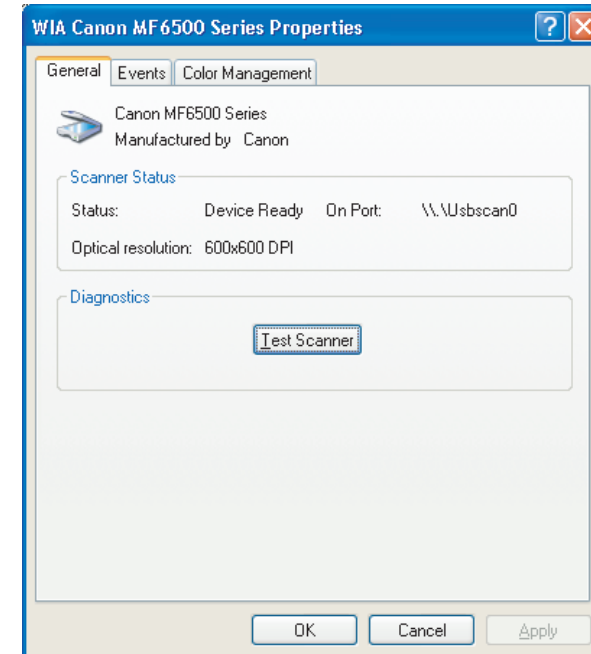 WIA Canon MF6500 Series Properties
General Events Color Management
Canon MF6500 Series
Manufactured by Canon
Scanner Status
Status: Device Ready On Port: \\.\Usbscan0
Optical resolution: 600x600 DPI
Diagnostics
Test Scanner
OK Cancel Apply